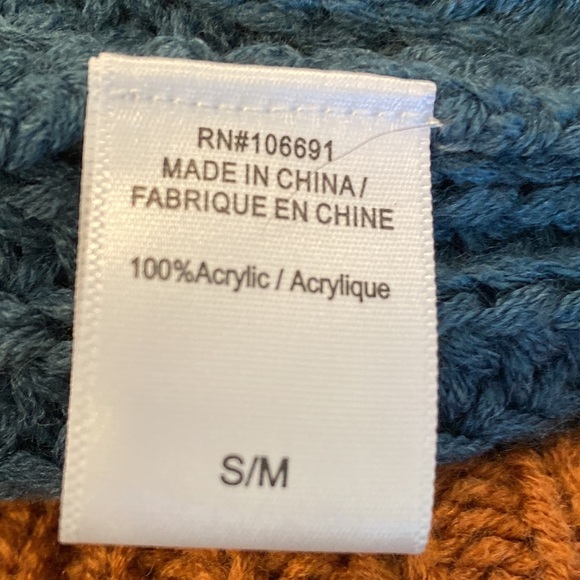 RN#106691
MADE IN CHINA/
FABRIQUE EN CHINE
100%Acrylic / Acrylique
S/M